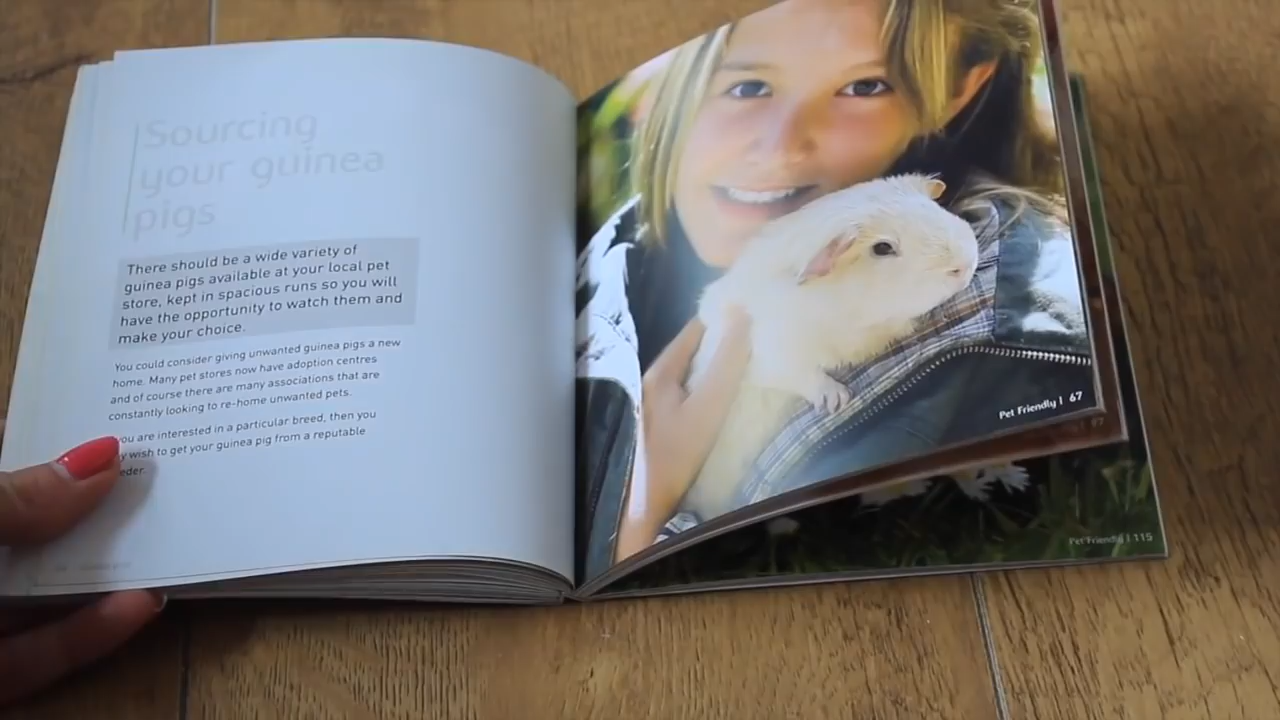 Sourcing
your guinea
pigs
There should be a wide variety of
guinea pigs available at your local pet
store, kept in spacious runs so you will
have the opportunity to watch them and
make your choice.
You could consider giving unwanted guinea pigs a new
home. Many pet stores now have adoption centres
and of course there are many associations that are
constantly looking to re-home unwanted pets.
you are interested in a particular breed, then you
wish to get your guinea pig from a reputable
Pet Friendly | 67
Pet Friendly | 115